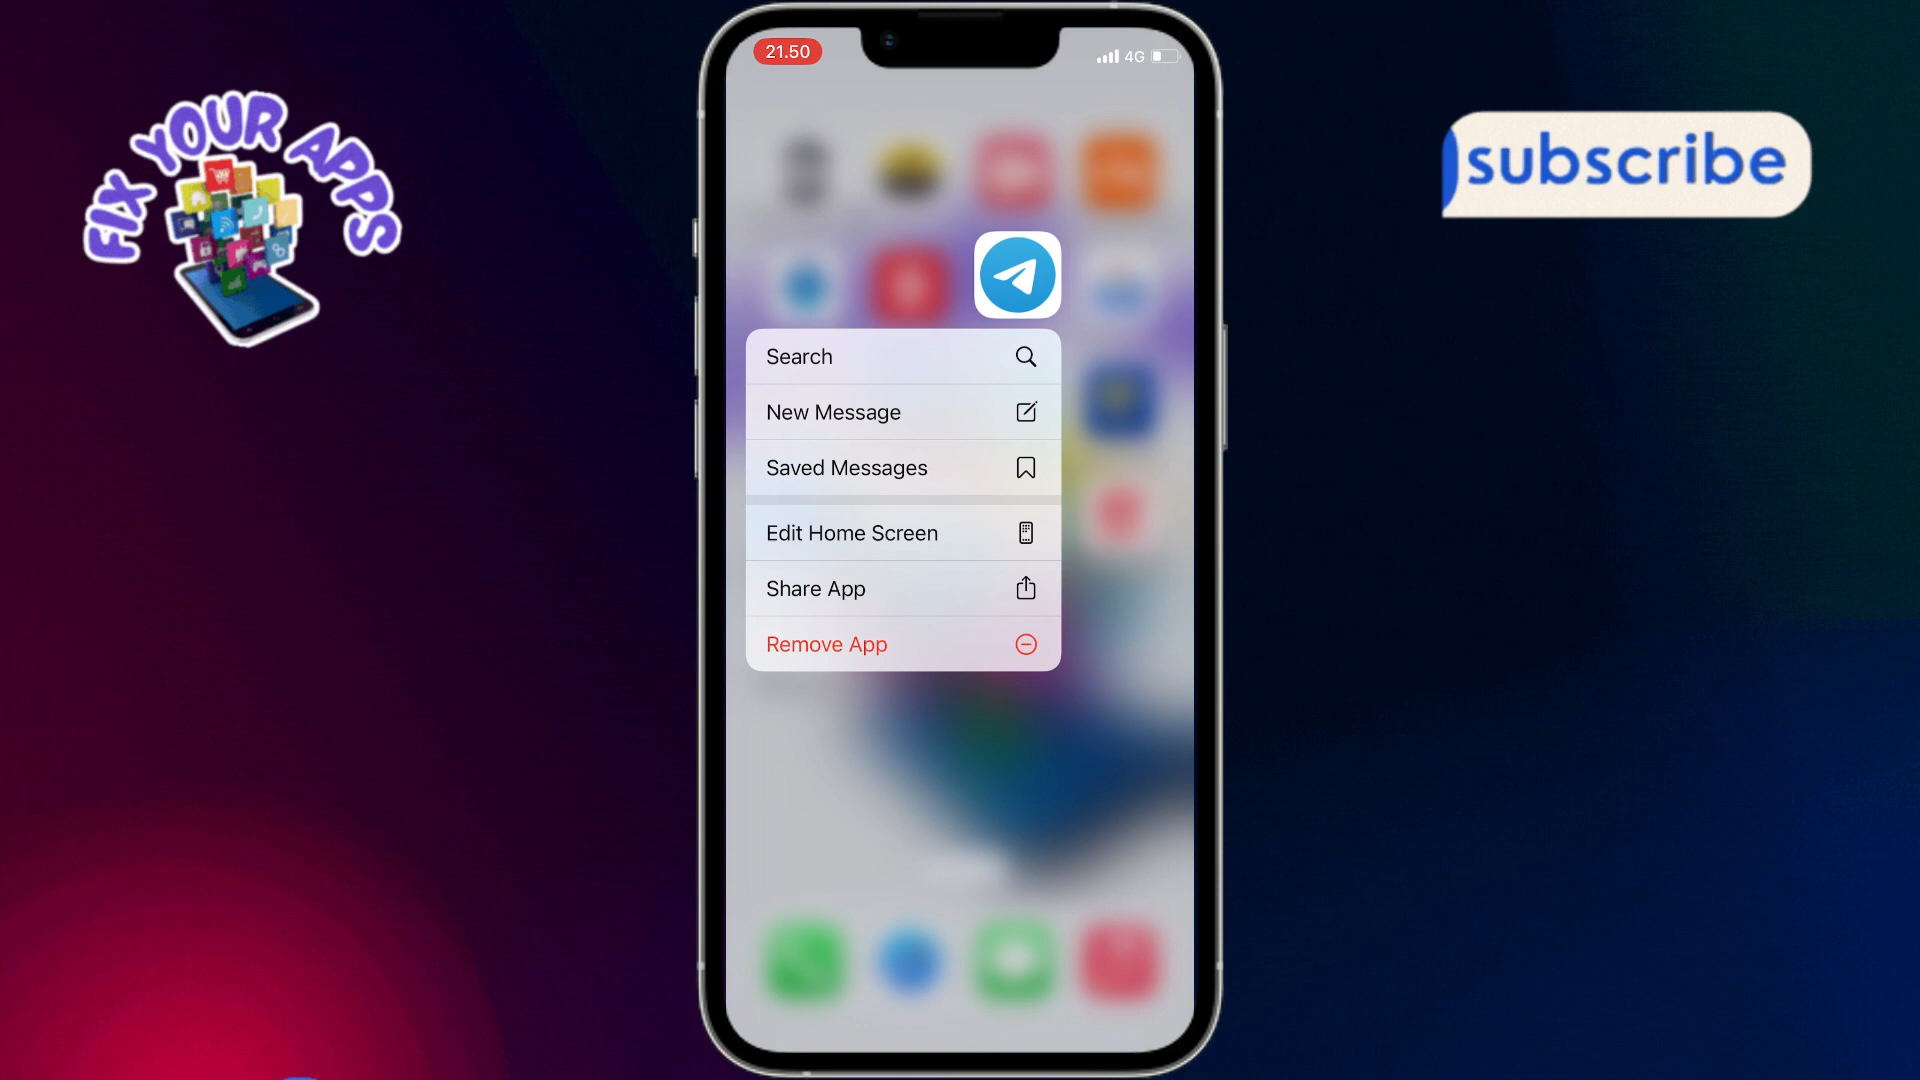 FIX YOUR APPS
21.50
4G
subscribe
Search
New Message
Saved Messages
Edit Home Screen
Share App
Remove App